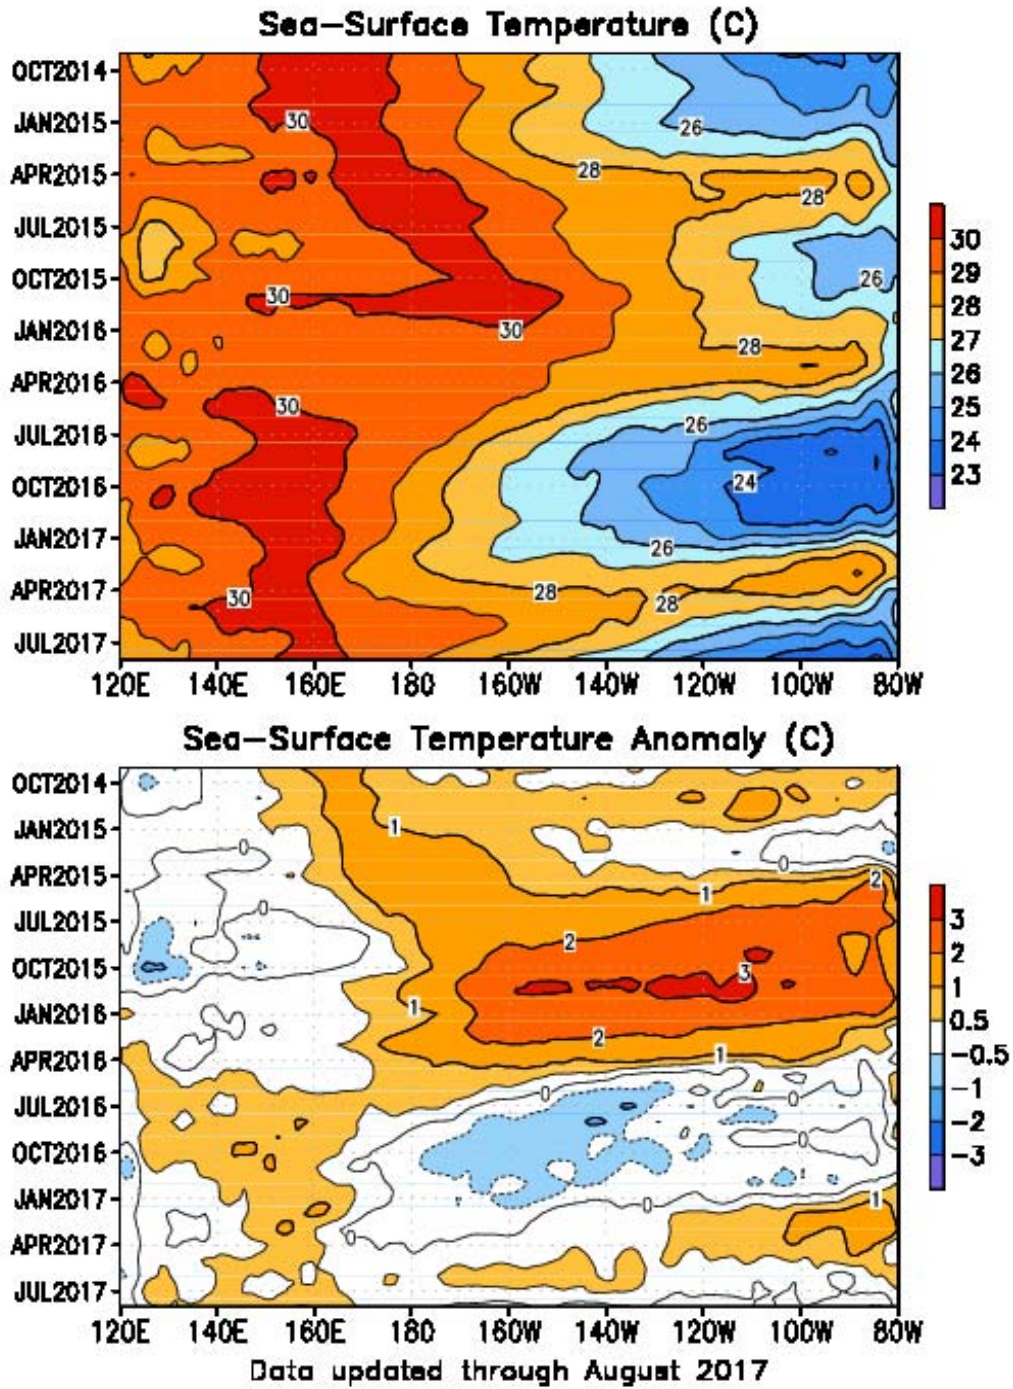 Sea-Surface Temperature (C)
OCT2014
JAN2015
APR2015
JUL2015
OCT2015
JAN2016
APR2016
JUL2016
OCT2016
JAN2017
APR2017
JUL2017
30
26
28
28
26
30
30
28
30
26
24
26
28
28
30
120E 140E 160E 180 160W 140W 120W 100W 80W
30
29
28
27
26
25
24
23
Sea-Surface Temperature Anomaly (C)
OCT2014
JAN2015
APR2015
JUL2015
OCT2015
JAN2016
APR2016
JUL2016
OCT2016
JAN2017
APR2017
JUL2017
1
0
0
2
1
0
2
3
1
2
1
0
0
0
0
1
0
120E 140E 160E 180 160W 140W 120W 100W 80W
3
2
1
0.5
-0.5
-1
-2
-3
Data updated through August 2017